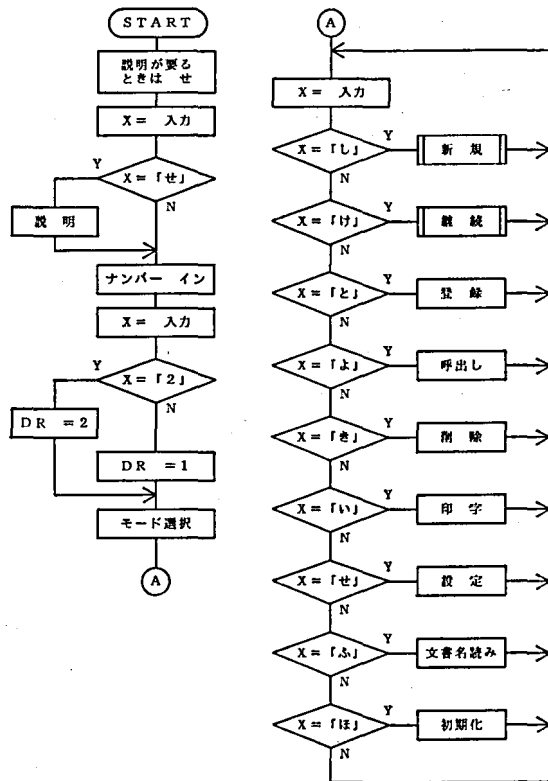 START
説明が要る
ときは せ
X= 入力
X=「せ」
Y
N
説 明
ナンバー イン
X= 入力
X=「2」
Y
N
DR =2
DR =1
モード選択
A
A
X= 入力
X=「し」
Y
新 規
N
X=「け」
Y
継 続
N
X=「と」
Y
登 録
N
X=「よ」
Y
呼出し
N
X=「き」
Y
削 除
N
X=「い」
Y
印 字
N
X=「せ」
Y
設 定
N
X=「ふ」
Y
文書名読み
N
X=「ほ」
Y
初期化
N